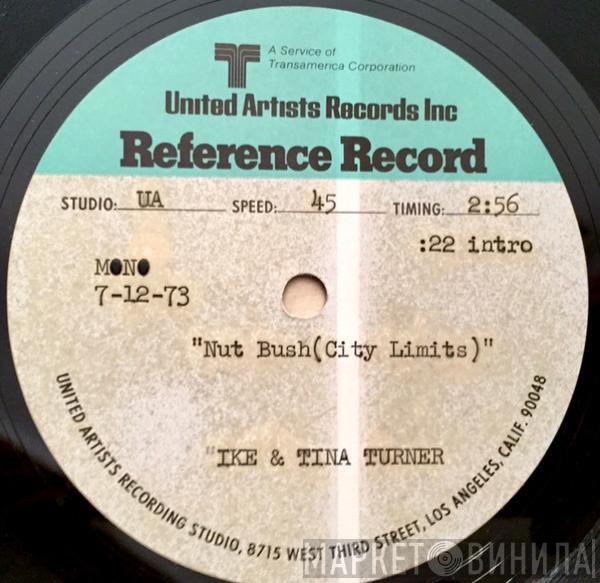 A Service of
Transamerica Corporation
United Artists Records Inc
Reference Record
STUDIO: UA SPEED: 45 TIMING: 2:56
:22 intro
MONO
7-12-73
"Nut Bush(City Limits)"
"IKE & TINA TURNER
UNITED ARTISTS RECORDING STUDIO, 8715 WEST THIRD STREET, LOS ANGELES, CALIF. 90048
МАРКЕТ ВИНИЛА